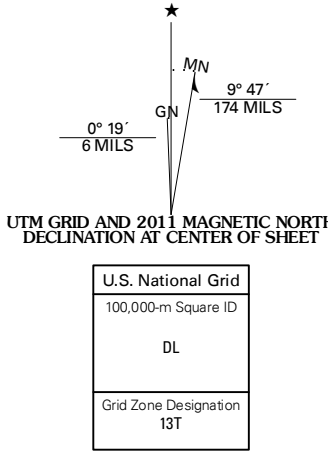 ★
MN
GN
9° 47´
174 MILS
0° 19´
6 MILS
UTM GRID AND 2011 MAGNETIC NORTH
DECLINATION AT CENTER OF SHEET
U.S. National Grid
100,000-m Square ID
DL
Grid Zone Designation
13T